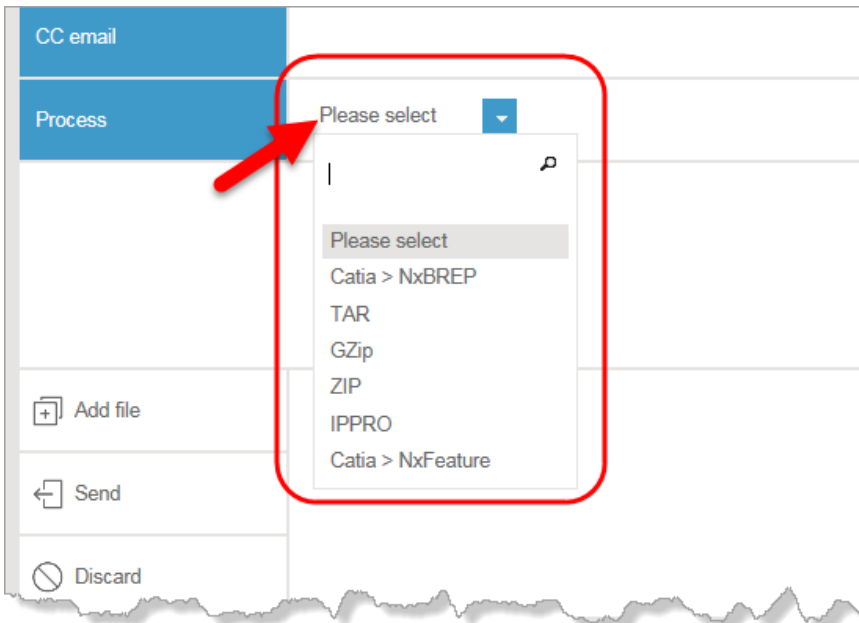 CC email
Process
Please select
Please select
Catia > NxBREP
TAR
GZip
ZIP
IPPRO
Catia > NxFeature
Add file
Send
Discard